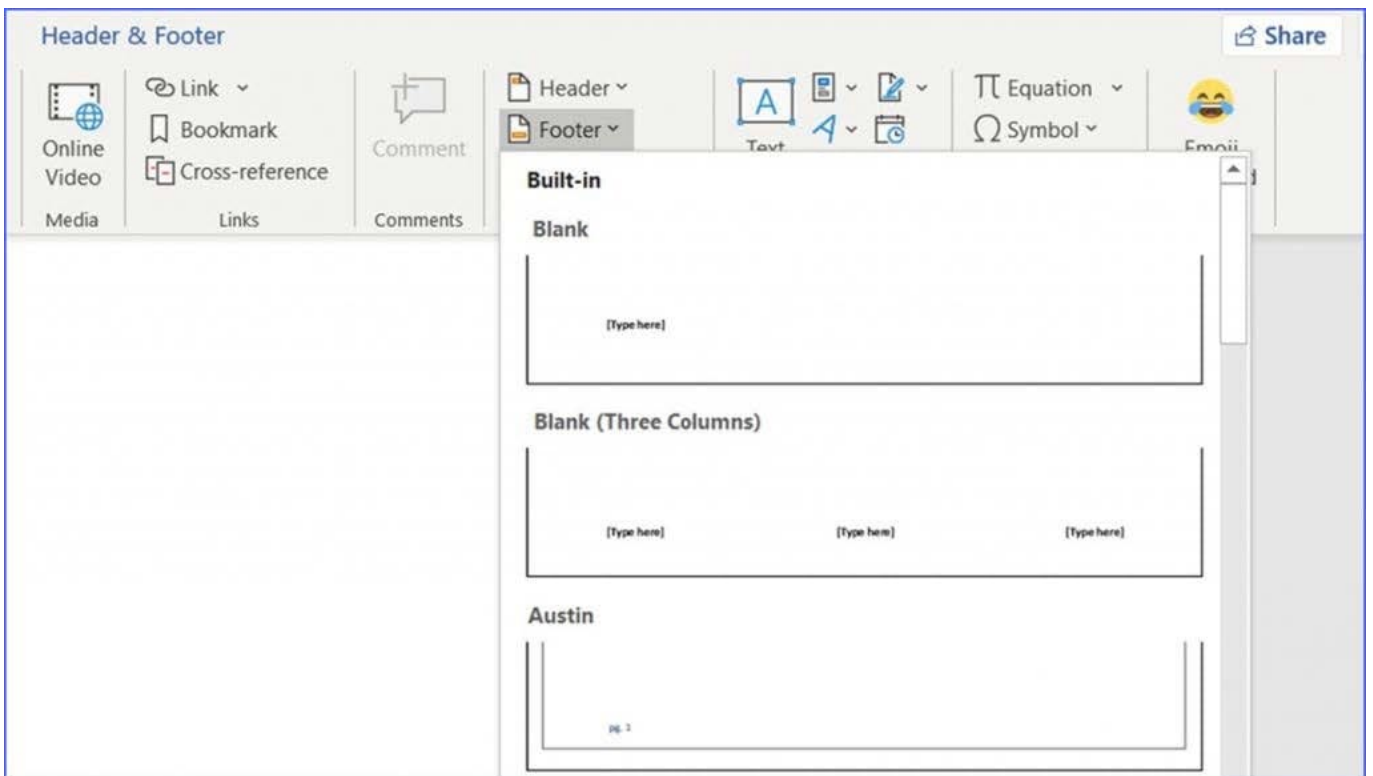 Header & Footer
Share
Link
Bookmark
Cross-reference
Online
Video
Comment
Header
Footer
A
Text
A
π Equation
Ω Symbol
Emoji
Media
Links
Comments
Built-in
Blank
[Type here]
Blank (Three Columns)
[Type here] [Type here] [Type here]
Austin
pg. 1